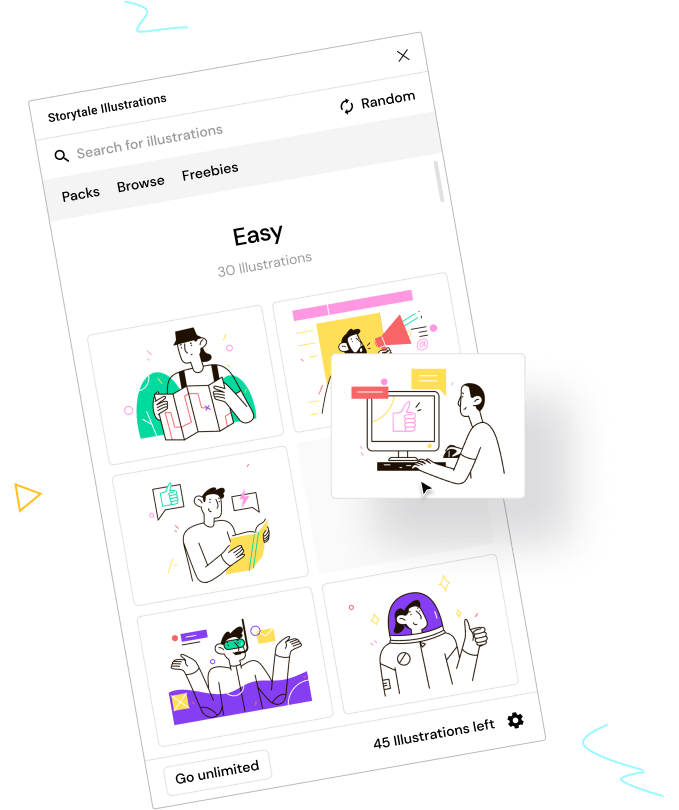 Storytale Illustrations
Search for illustrations
Random
Packs
Browse
Freebies
Easy
30 Illustrations
@
Go unlimited
45 Illustrations left